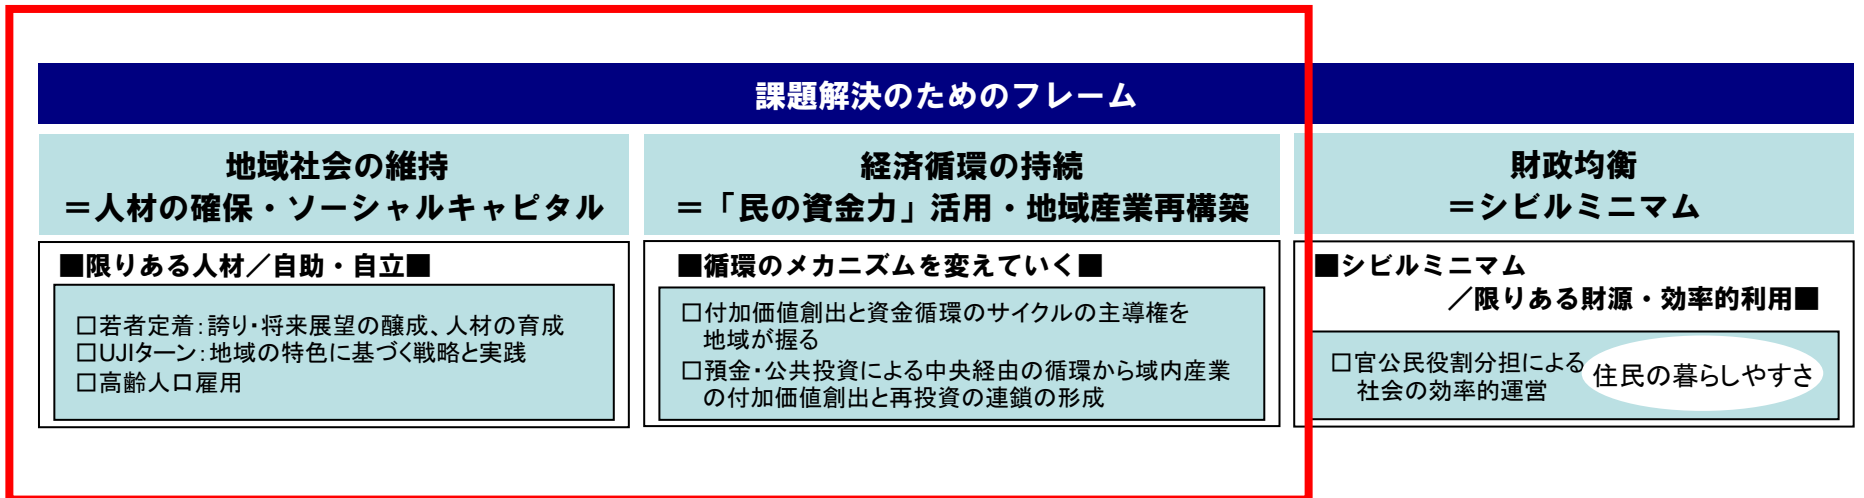 課題解決のためのフレーム
地域社会の維持
＝人材の確保・ソーシャルキャピタル
■限りある人材／自助・自立■
□若者定着：誇り・将来展望の醸成、人材の育成
□UJIターン：地域の特色に基づく戦略と実践
□高齢人口雇用
経済循環の持続
＝「民の資金力」活用・地域産業再構築
■循環のメカニズムを変えていく■
□付加価値創出と資金循環のサイクルの主導権を
地域が握る
□預金・公共投資による中央経由の循環から域内産業
の付加価値創出と再投資の連鎖の形成
財政均衡
＝シビルミニマム
■シビルミニマム
／限りある財源・効率的利用■
□官公民役割分担による
社会の効率的運営
住民の暮らしやすさ